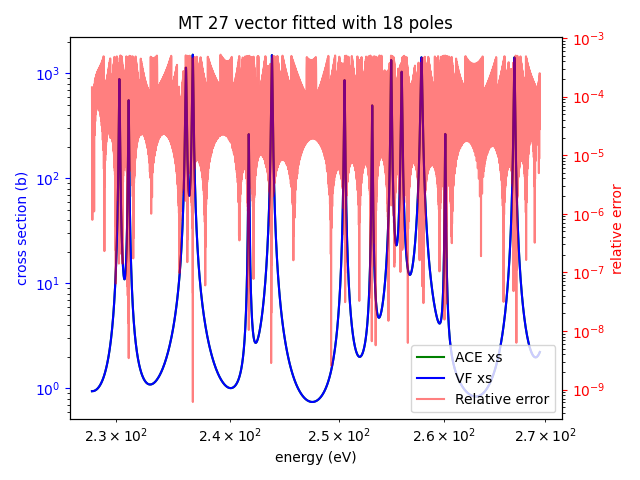 MT 27 vector fitted with 18 poles
cross section (b)
10³
10²
10¹
10⁰
10⁻³
10⁻⁴
10⁻⁵
10⁻⁶
10⁻⁷
10⁻⁸
10⁻⁹
relative error
ACE xs
VF xs
Relative error
2.3 × 10² 2.4 × 10² 2.5 × 10² 2.6 × 10² 2.7 × 10²
energy (eV)